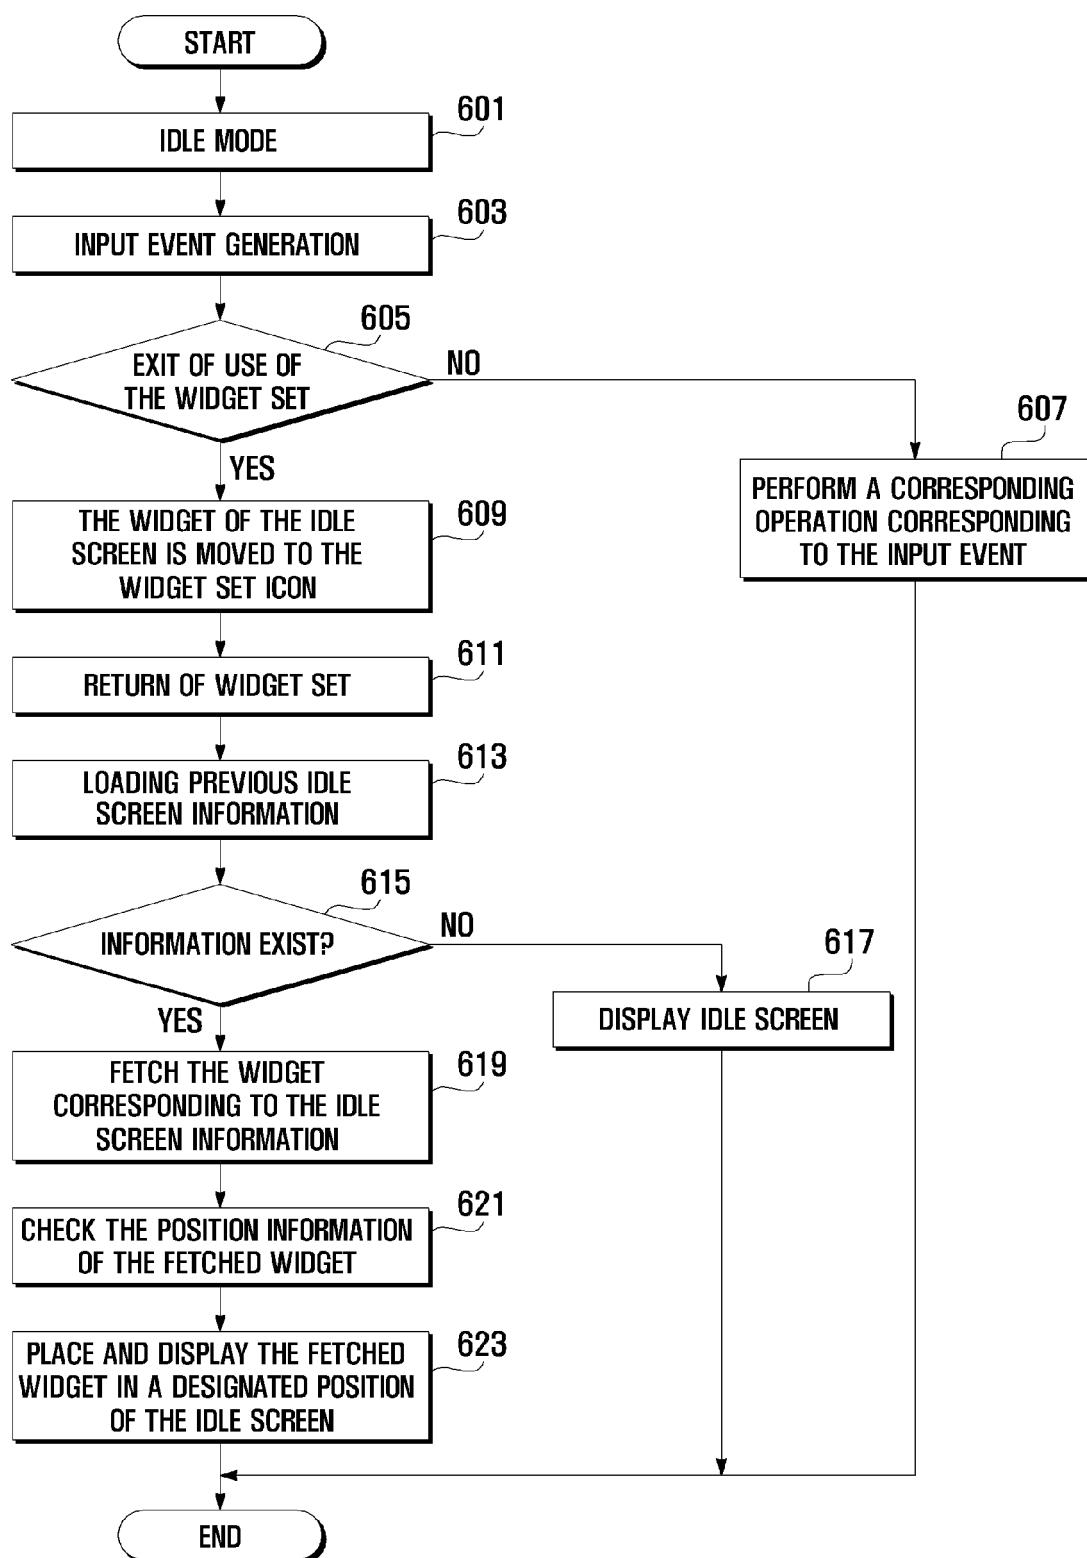 START
601
IDLE MODE
603
INPUT EVENT GENERATION
605
EXIT OF USE OF
THE WIDGET SET
NO
YES
607
PERFORM A CORRESPONDING
OPERATION CORRESPONDING
TO THE INPUT EVENT
609
THE WIDGET OF THE IDLE
SCREEN IS MOVED TO THE
WIDGET SET ICON
611
RETURN OF WIDGET SET
613
LOADING PREVIOUS IDLE
SCREEN INFORMATION
615
INFORMATION EXIST?
NO
YES
617
DISPLAY IDLE SCREEN
619
FETCH THE WIDGET
CORRESPONDING TO THE IDLE
SCREEN INFORMATION
621
CHECK THE POSITION INFORMATION
OF THE FETCHED WIDGET
623
PLACE AND DISPLAY THE FETCHED
WIDGET IN A DESIGNATED POSITION
OF THE IDLE SCREEN
END